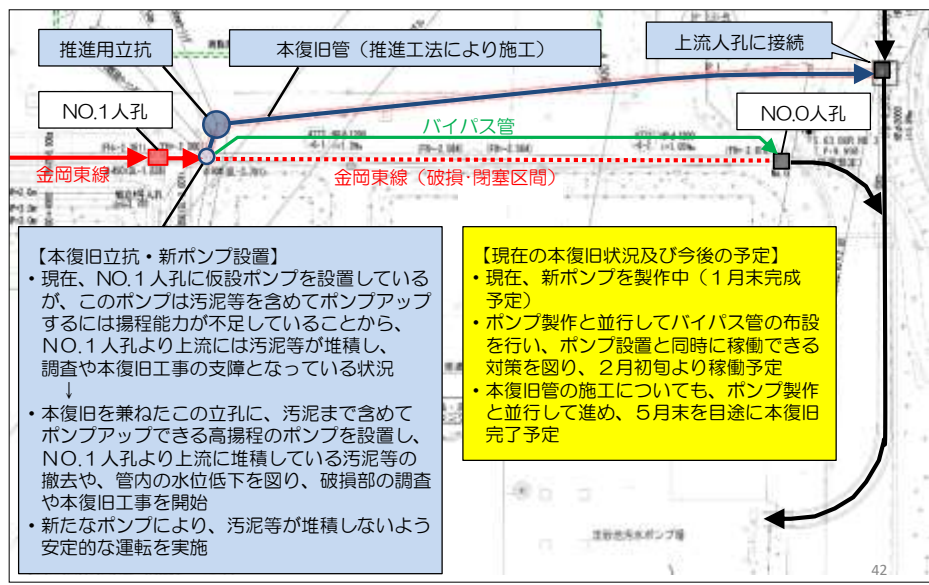 推進用立抗
本復旧管（推進工法により施工）
上流人孔に接続
NO.1人孔
NO.0人孔
バイパス管
金岡東線
金岡東線（破損・閉塞区間）
【本復旧立抗・新ポンプ設置】
・現在、NO.1人孔に仮設ポンプを設置している
が、このポンプは汚泥等を含めてポンプアップ
するには揚程能力が不足していることから、
NO.1人孔より上流には汚泥等が堆積し、
調査や本復旧工事の支障となっている状況
↓
・本復旧を兼ねたこの立孔に、汚泥まで含めて
ポンプアップできる高揚程のポンプを設置し、
NO.1人孔より上流に堆積している汚泥等の
撤去や、管内の水位低下を図り、破損部の調査
や本復旧工事を開始
・新たなポンプにより、汚泥等が堆積しないよう
安定的な運転を実施
【現在の本復旧状況及び今後の予定】
・現在、新ポンプを製作中（１月末完成
予定）
・ポンプ製作と並行してバイパス管の布設
を行い、ポンプ設置と同時に稼働できる
対策を図り、２月初旬より稼働予定
・本復旧管の施工についても、ポンプ製作
と並行して進め、５月末を目途に本復旧
完了予定
42